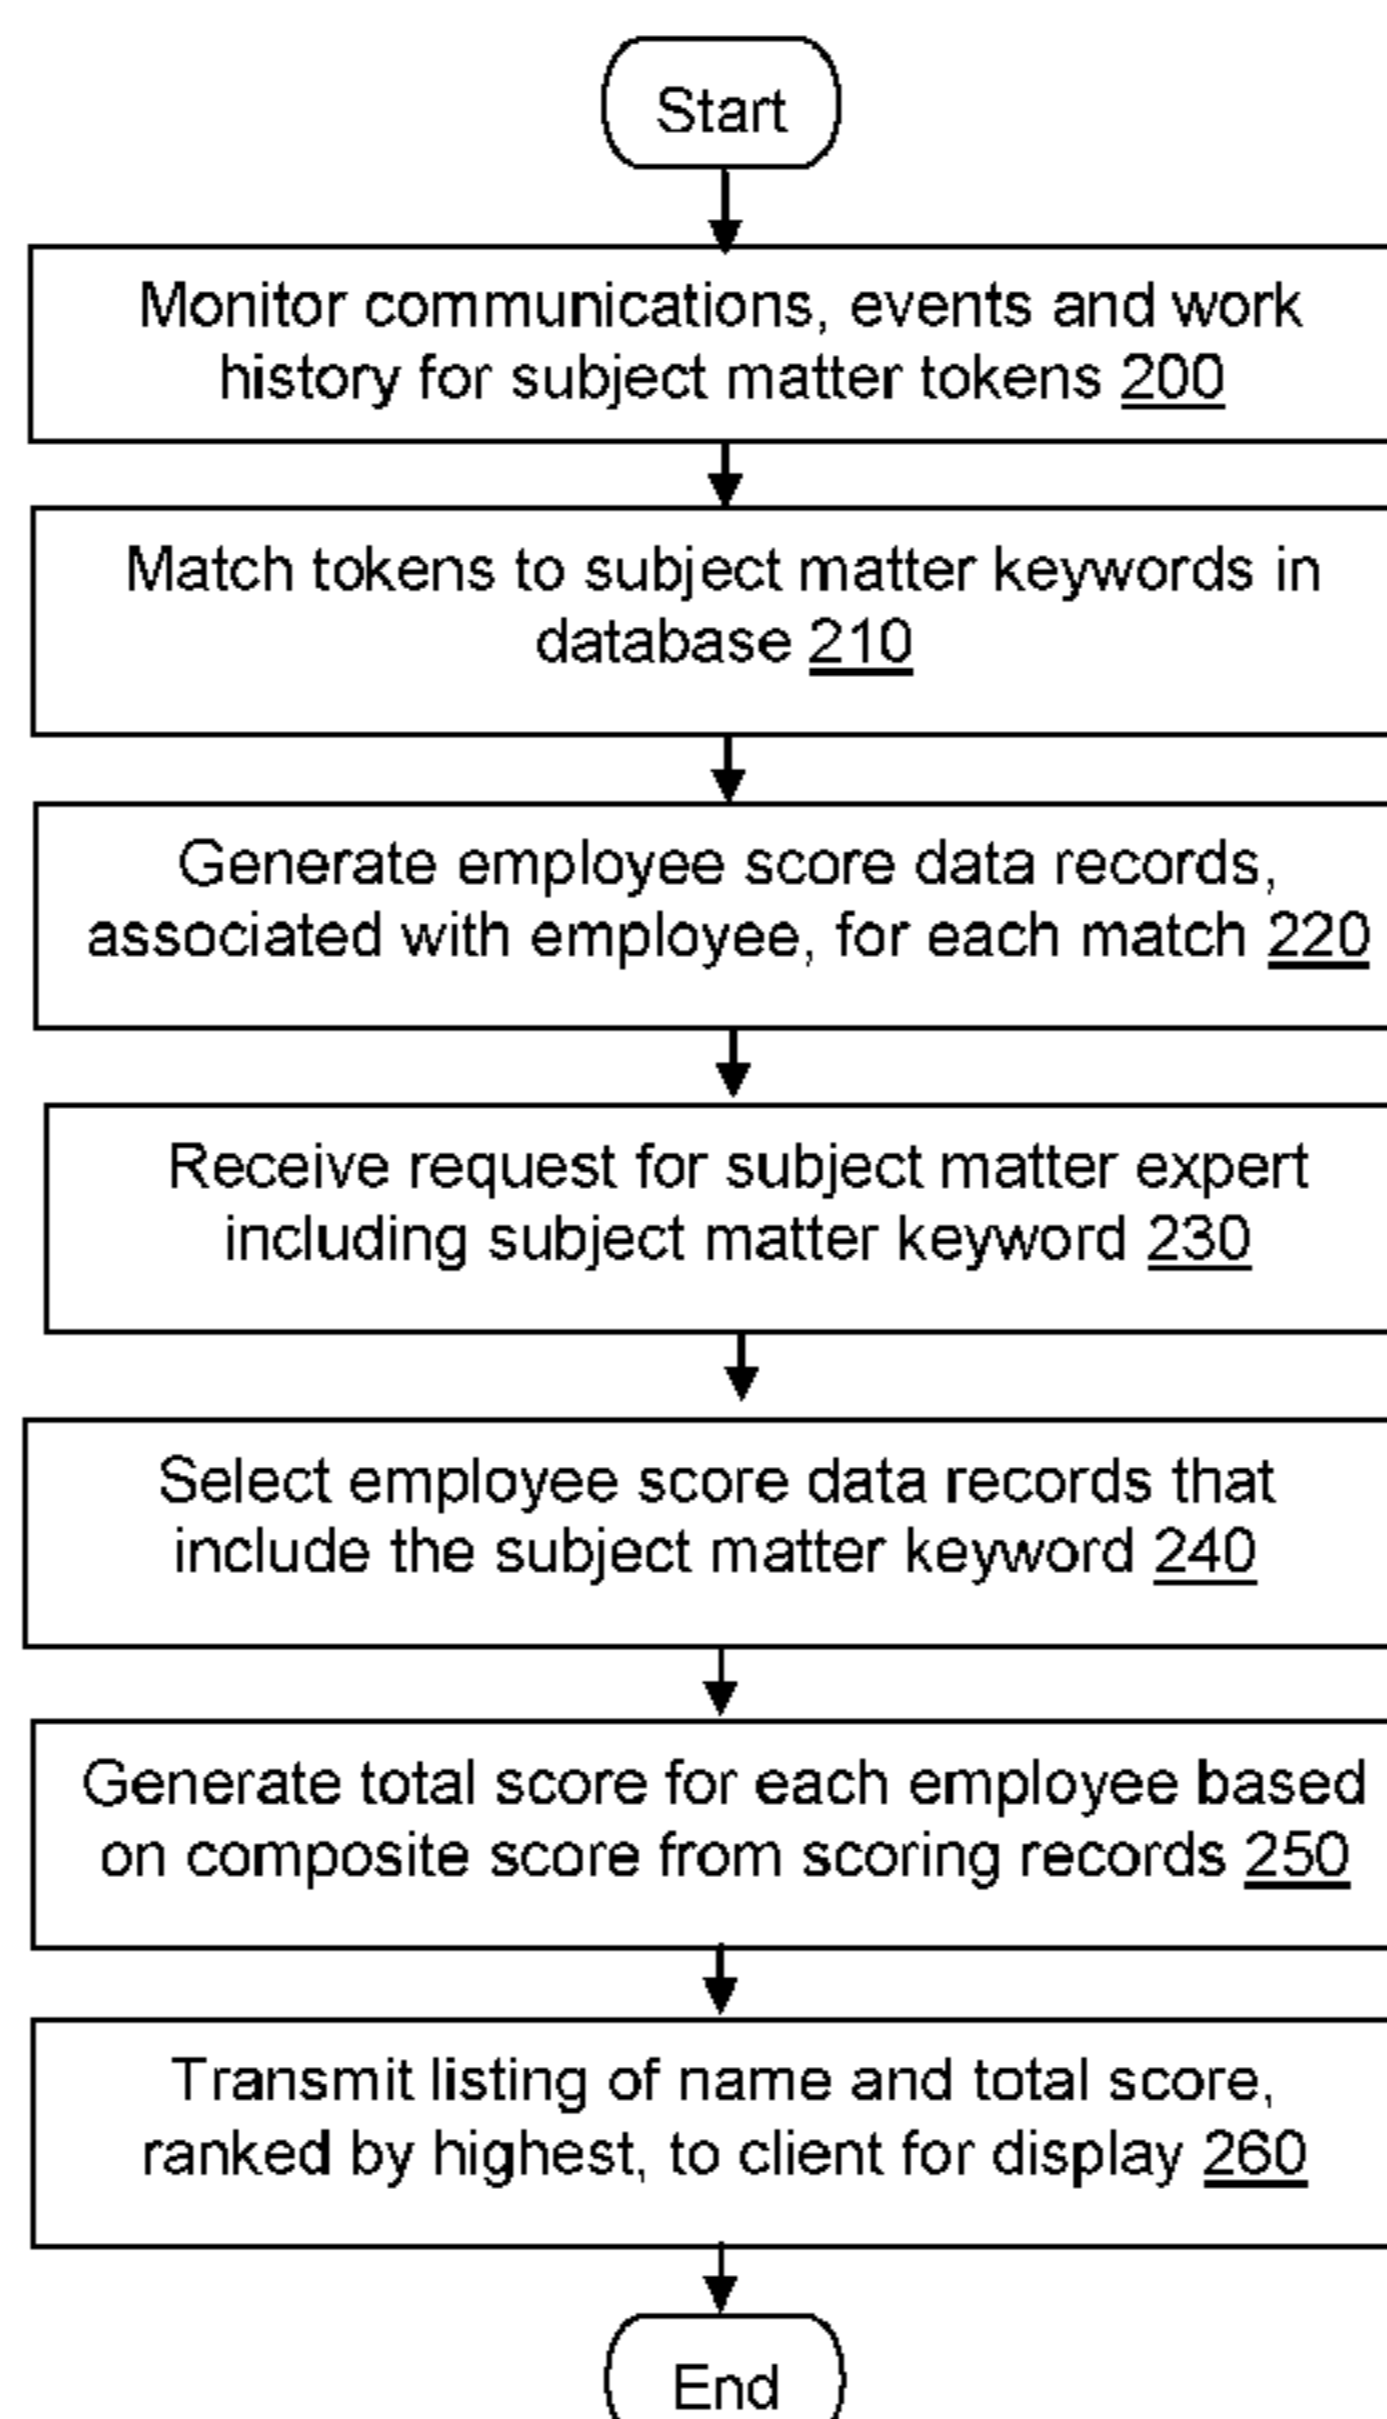 Start
Monitor communications, events and work
history for subject matter tokens 200
Match tokens to subject matter keywords in
database 210
Generate employee score data records,
associated with employee, for each match 220
Receive request for subject matter expert
including subject matter keyword 230
Select employee score data records that
include the subject matter keyword 240
Generate total score for each employee based
on composite score from scoring records 250
Transmit listing of name and total score,
ranked by highest, to client for display 260
End